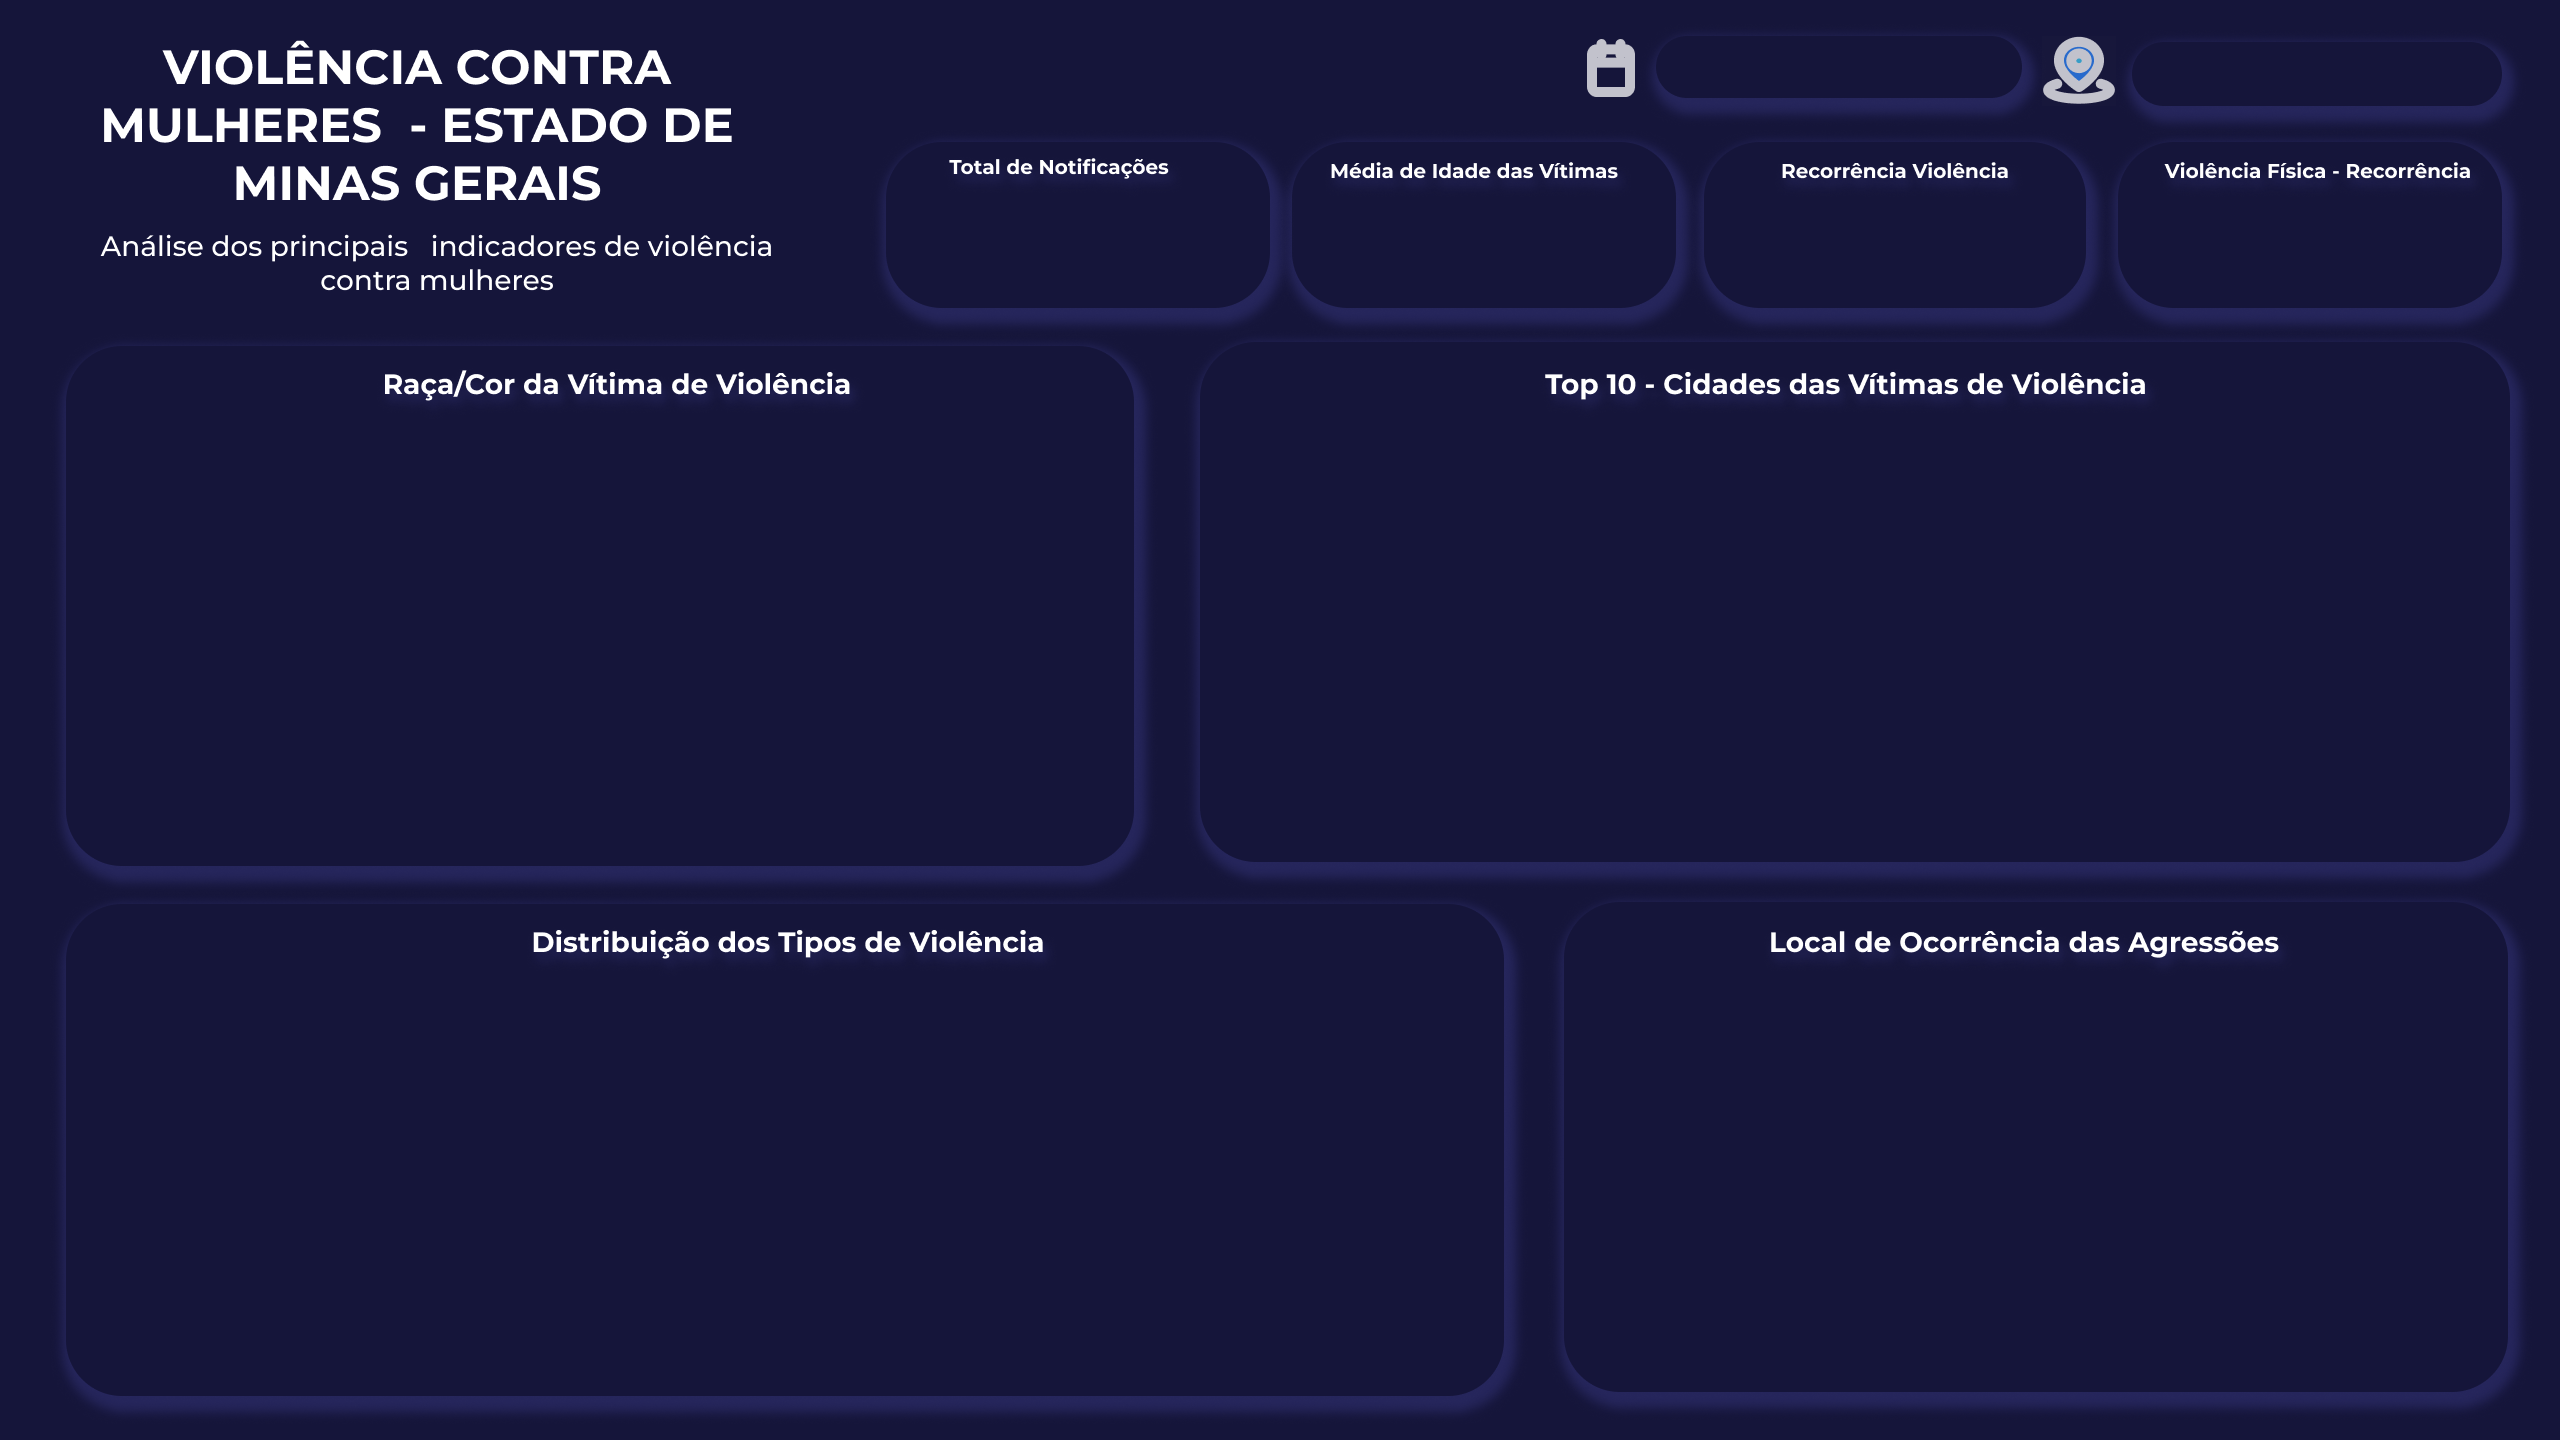 VIOLÊNCIA CONTRA
MULHERES  - ESTADO DE
MINAS GERAIS
Análise dos principais   indicadores de violência
contra mulheres
Total de Notificações
Média de Idade das Vítimas
Recorrência Violência
Violência Física - Recorrência
Raça/Cor da Vítima de Violência
Top 10 - Cidades das Vítimas de Violência
Distribuição dos Tipos de Violência
Local de Ocorrência das Agressões